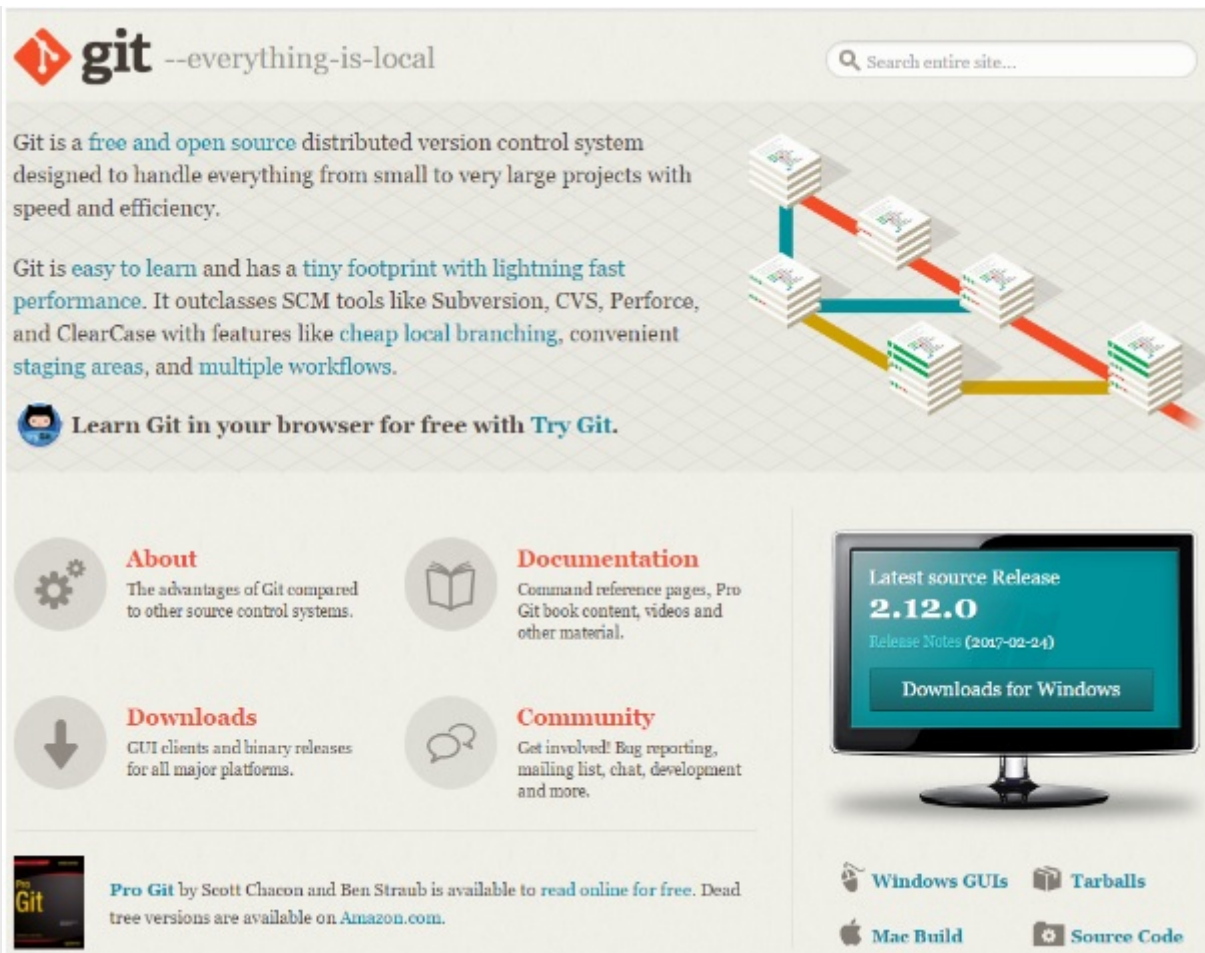 git --everything-is-local
Search entire site...
Git is a free and open source distributed version control system
designed to handle everything from small to very large projects with
speed and efficiency.
Git is easy to learn and has a tiny footprint with lightning fast
performance. It outclasses SCM tools like Subversion, CVS, Perforce,
and ClearCase with features like cheap local branching, convenient
staging areas, and multiple workflows.
Learn Git in your browser for free with Try Git.
About
The advantages of Git compared
to other source control systems.
Documentation
Command reference pages, Pro
Git book content, videos and
other material.
Downloads
GUI clients and binary releases
for all major platforms.
Community
Get involved! Bug reporting,
mailing list, chat, development
and more.
Pro
Git
Pro Git by Scott Chacon and Ben Straub is available to read online for free. Dead
tree versions are available on Amazon.com.
Latest source Release
2.12.0
Release Notes (2017-02-24)
Downloads for Windows
Windows GUIs
Tarballs
Mac Build
Source Code